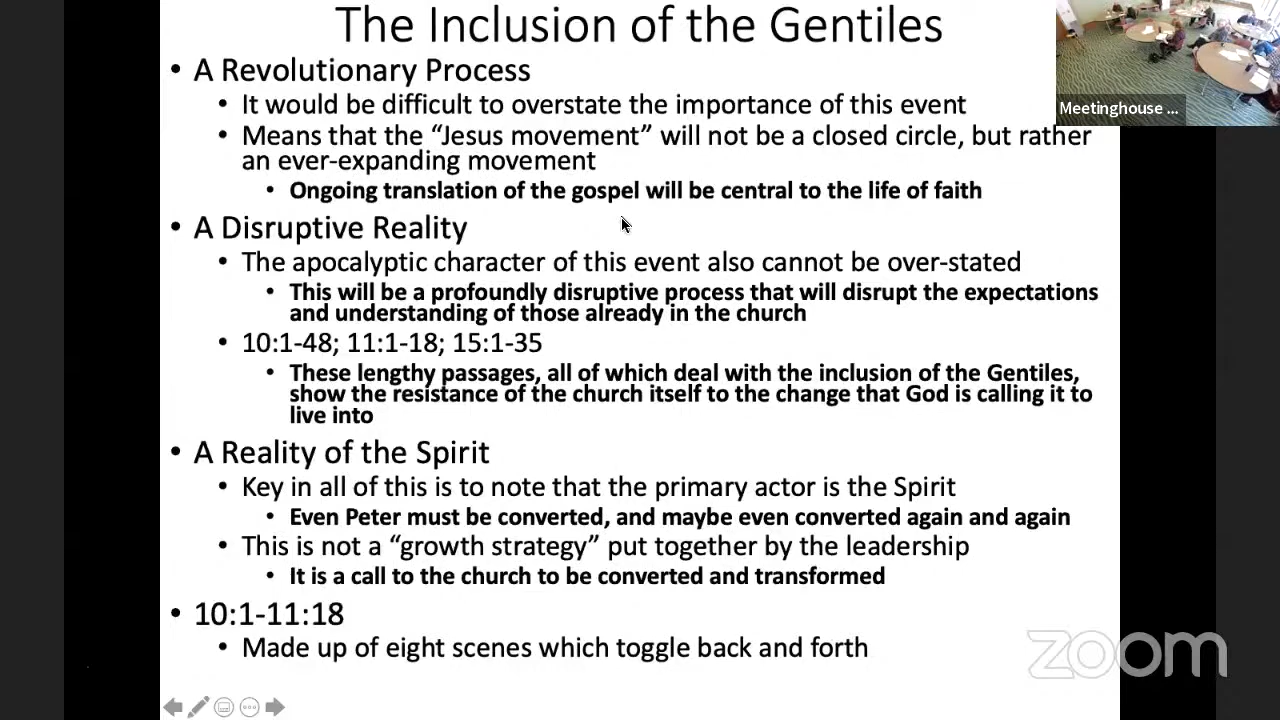 The Inclusion of the Gentiles
• A Revolutionary Process
• It would be difficult to overstate the importance of this event
• Means that the “Jesus movement” will not be a closed circle, but rather
an ever-expanding movement
• Ongoing translation of the gospel will be central to the life of faith
• A Disruptive Reality
• The apocalyptic character of this event also cannot be over-stated
• This will be a profoundly disruptive process that will disrupt the expectations
and understanding of those already in the church
• 10:1-48; 11:1-18; 15:1-35
• These lengthy passages, all of which deal with the inclusion of the Gentiles,
show the resistance of the church itself to the change that God is calling it to
live into
• A Reality of the Spirit
• Key in all of this is to note that the primary actor is the Spirit
• Even Peter must be converted, and maybe even converted again and again
• This is not a “growth strategy” put together by the leadership
• It is a call to the church to be converted and transformed
• 10:1-11:18
• Made up of eight scenes which toggle back and forth
Meetinghouse ...
zoom